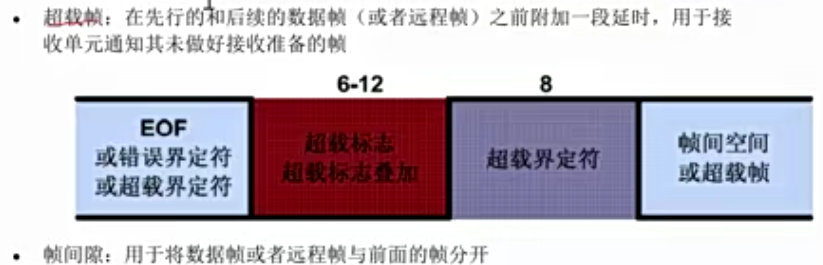 超载帧：在先行的和后续的数据帧（或者远程帧）之前附加一段延时，用于接
收单元通知其未做好接收准备的帧
6-12
8
EOF
或错误界定符
或超载界定符
超载标志
超载标志叠加
超载界定符
帧间空间
或超载帧
帧间隙：用于将数据帧或者远程帧与前面的帧分开